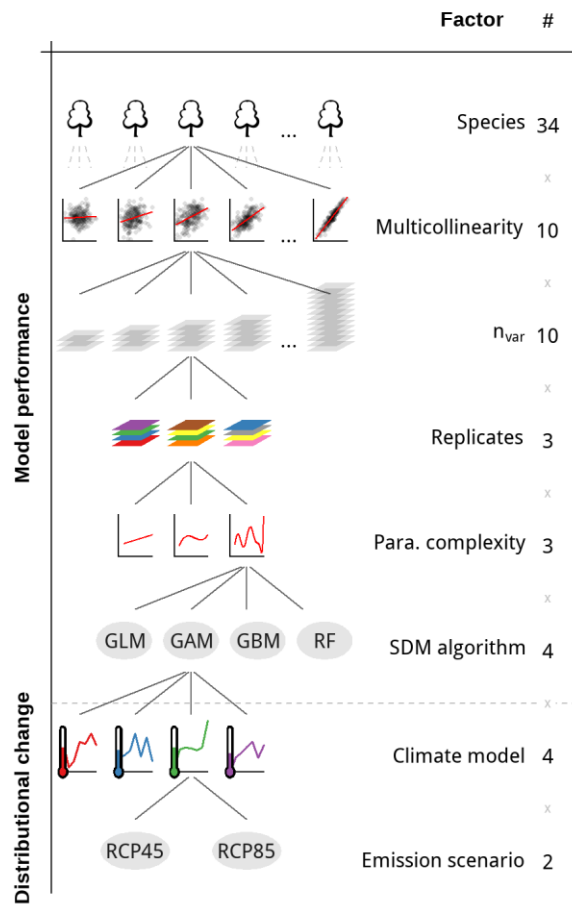 Factor #
Species 34
x
Multicollinearity 10
x
n_var 10
x
Replicates 3
x
Para. complexity 3
x
GLM GAM GBM RF SDM algorithm 4
x
Climate model 4
x
RCP45 RCP85 Emission scenario 2
Model performance
Distributional change
...
...
...